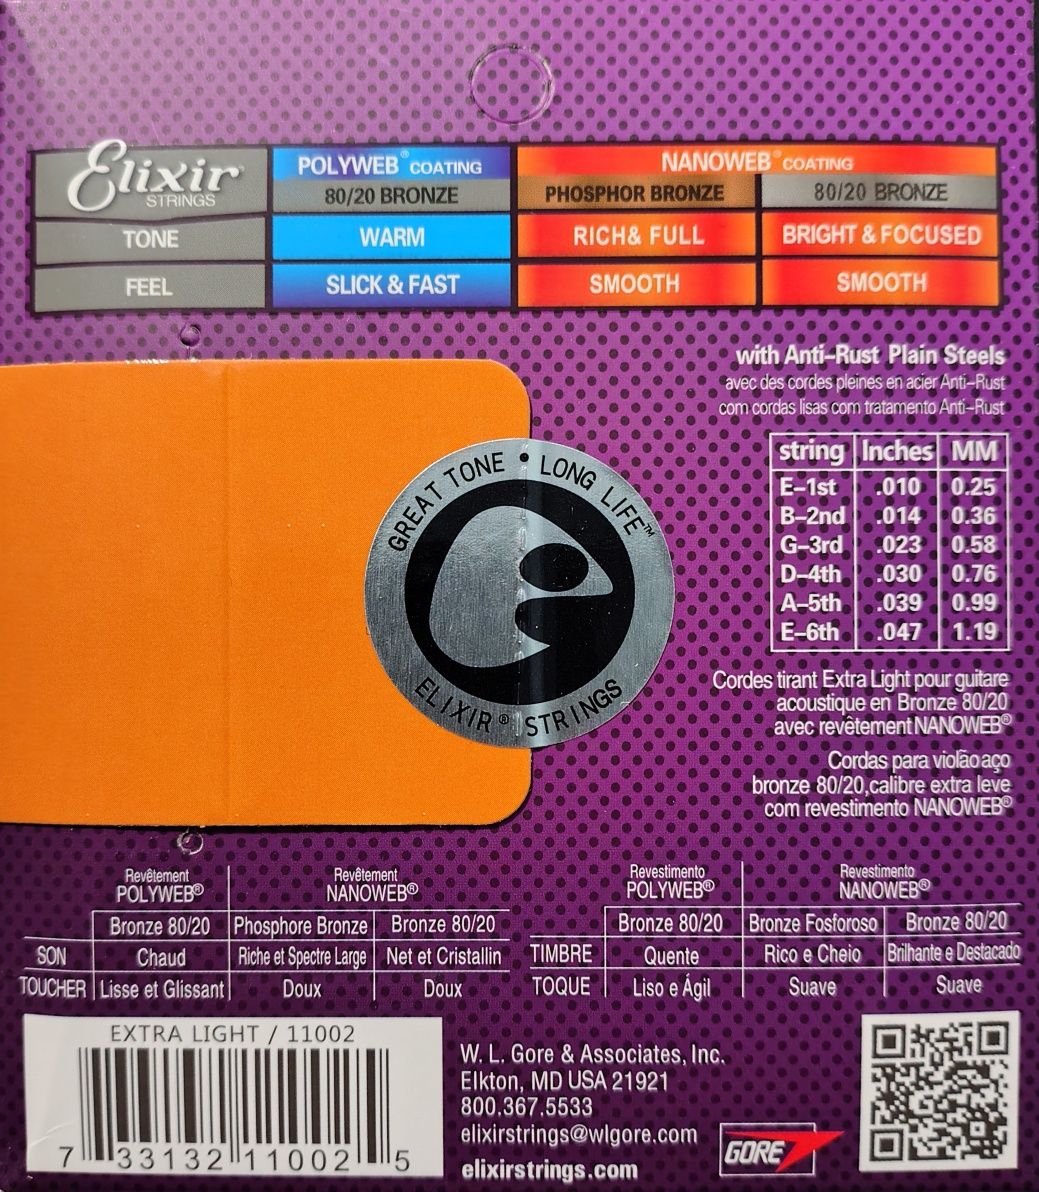 Elixir®
STRINGS
POLYWEB® COATING
NANOWEB® COATING
80/20 BRONZE
PHOSPHOR BRONZE
80/20 BRONZE
TONE
WARM
RICH& FULL
BRIGHT & FOCUSED
FEEL
SLICK & FAST
SMOOTH
SMOOTH
with Anti-Rust Plain Steels
avec des cordes pleines en acier Anti-Rust
com cordas lisas com tratamento Anti-Rust
string Inches MM
E-1st .010 0.25
B-2nd .014 0.36
G-3rd .023 0.58
D-4th .030 0.76
A-5th .039 0.99
E-6th .047 1.19
GREAT TONE • LONG LIFE™
ELIXIR® STRINGS
Cordes tirant Extra Light pour guitare
acoustique en Bronze 80/20
avec revêtement NANOWEB®
Cordas para violão aço
bronze 80/20,calibre extra leve
com revestimento NANOWEB®
Revêtement
POLYWEB®
Revêtement
NANOWEB®
Bronze 80/20 Phosphore Bronze Bronze 80/20
SON Chaud Riche et Spectre Large Net et Cristallin
TOUCHER Lisse et Glissant Doux Doux
Revestimento
POLYWEB®
Revestimento
NANOWEB®
Bronze 80/20 Bronze Fosforoso Bronze 80/20
TIMBRE Quente Rico e Cheio Brilhante e Destacado
TOQUE Liso e Ágil Suave Suave
EXTRA LIGHT / 11002
7 33132 11002 5
W. L. Gore & Associates, Inc.
Elkton, MD USA 21921
800.367.5533
elixirstrings@wlgore.com
elixirstrings.com
GORE